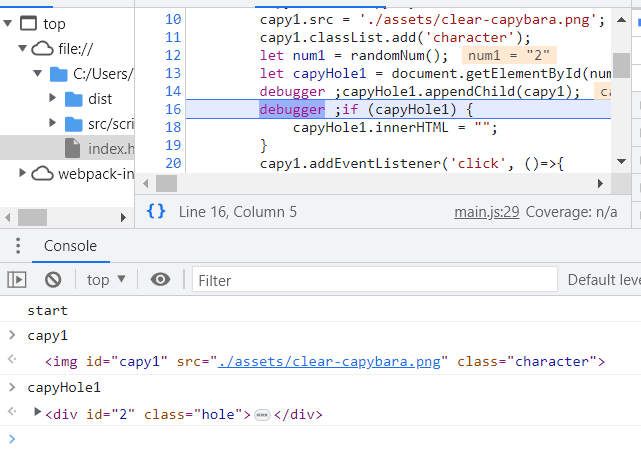 top
file://
C:/Users/
dist
src/scri
index.h
webpack-in
10
capy1.src = './assets/clear-capybara.png';
11 capy1.classList.add('character');
12 let num1 = randomNum(); num1 = "2"
13 let capyHole1 = document.getElementById(num
14 debugger ;capyHole1.appendChild(capy1);
16 debugger ;if (capyHole1) {
18 capyHole1.innerHTML = "";
19 }
20 capy1.addEventListener('click', ()=>{
{} Line 16, Column 5 main.js:29 Coverage: n/a
Console
top Filter Default leve
start
> capy1
<img id="capy1" src="./assets/clear-capybara.png" class="character">
> capyHole1
<div id="2" class="hole">…</div>
>